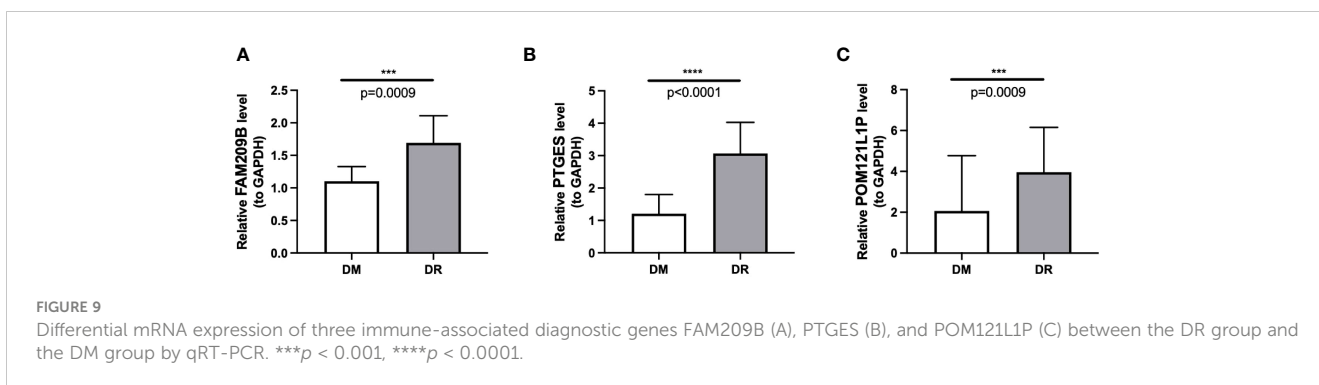 A
***
p=0.0009
Relative FAM209B level
(to GAPDH)
2.5
2.0
1.5
1.0
0.5
0.0
DM
DR
B
****
p<0.0001
Relative PTGES level
(to GAPDH)
5
4
3
2
1
0
DM
DR
C
***
p=0.0009
Relative POM121L1P level
(to GAPDH)
8
6
4
2
0
DM
DR
FIGURE 9
Differential mRNA expression of three immune-associated diagnostic genes FAM209B (A), PTGES (B), and POM121L1P (C) between the DR group and
the DM group by qRT-PCR. ***p < 0.001, ****p < 0.0001.